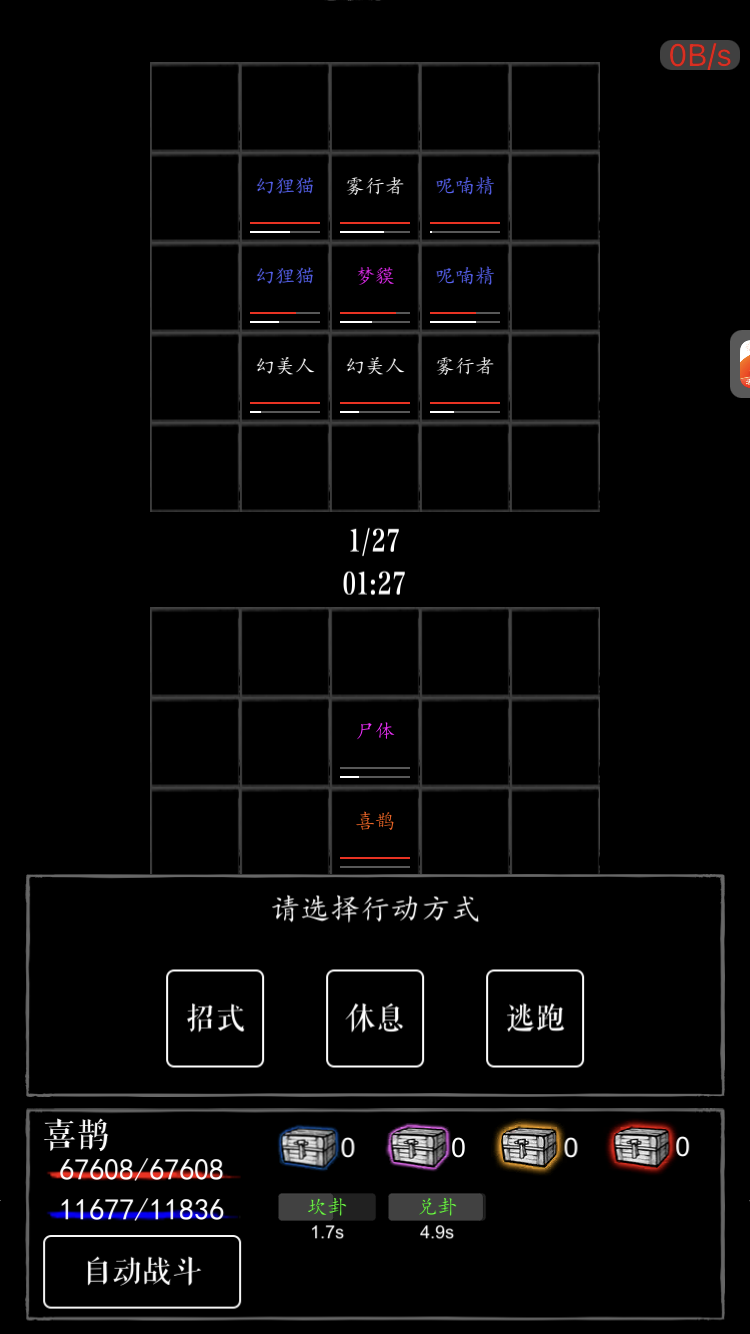 0B/s
幻狸猫 雾行者 呢喃精
幻狸猫 梦貘 呢喃精
幻美人 幻美人 雾行者
1/27
01:27
尸体
喜鹊
请选择行动方式
招式 休息 逃跑
喜鹊
67608/67608
11677/11836
0 0 0 0
坎卦 兑卦
1.7s 4.9s
自动战斗